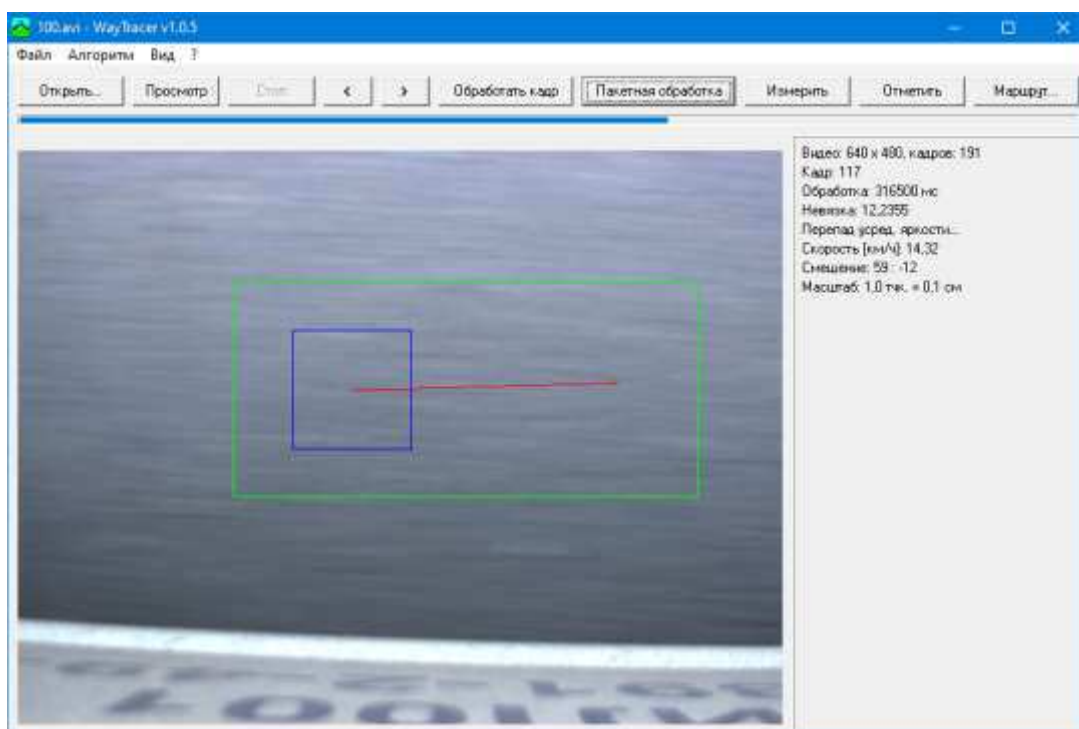 100.avi - WayTracer v1.0.5
Файл Алгоритм Вид ?
Открыть... Просмотр Стоп < > Обработать кадр Пакетная обработка Измерить Отметить Маршрут...
Видео: 640 x 480, кадров: 191
Кадр: 117
Обработка: 316500 мс
Невязка: 12,2355
Перепад усред. яркости...
Скорость [км/ч]: 14,32
Смещение: 59 : -12
Масштаб: 1,0 тчк. = 0,1 см